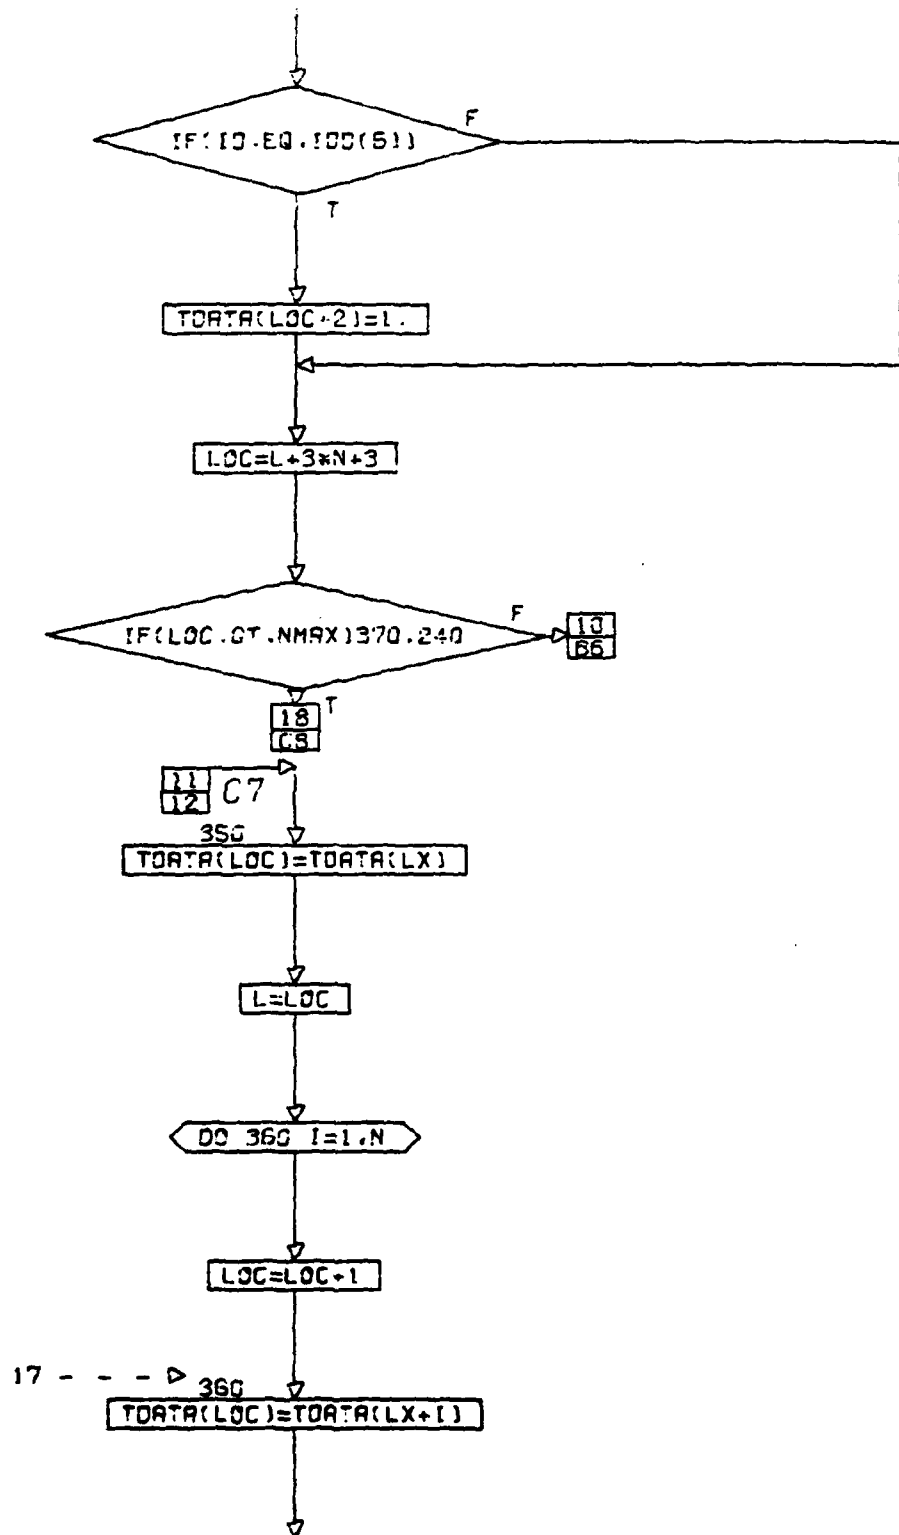 F
IF(ID.EQ.IDD(5))
T
TDATA(LOC+2)=1.
LOC=L+3*N+3
F
IF(LOC.GT.NMAX)370,240
10
B6
T
18
C8
11
12
C7
350
TDATA(LOC)=TDATA(LX)
L=LOC
DO 360 I=1,N
LOC=LOC+1
17 - - - 
360
TDATA(LOC)=TDATA(LX+I)